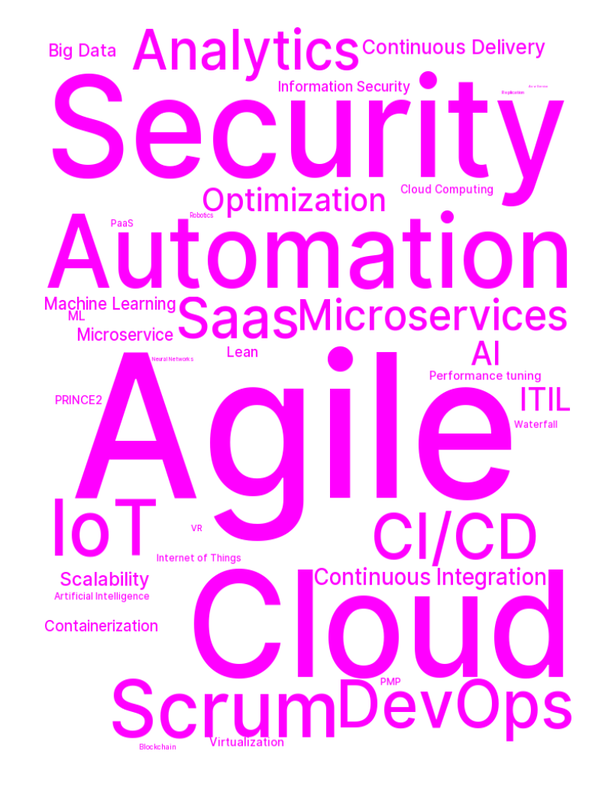 Big Data
Analytics
Continuous Delivery
Information Security
Security
Cloud Computing
Optimization
Robotics
PaaS
Automation
Machine Learning
ML
Saas
Microservices
Microservice
Lean
AI
Neural Networks
Agile
Performance tuning
PRINCE2
ITIL
Waterfall
IoT
VR
CI/CD
Internet of Things
Scalability
Continuous Integration
Artificial Intelligence
Cloud
Containerization
PMP
Scrum
DevOps
Virtualization
Blockchain